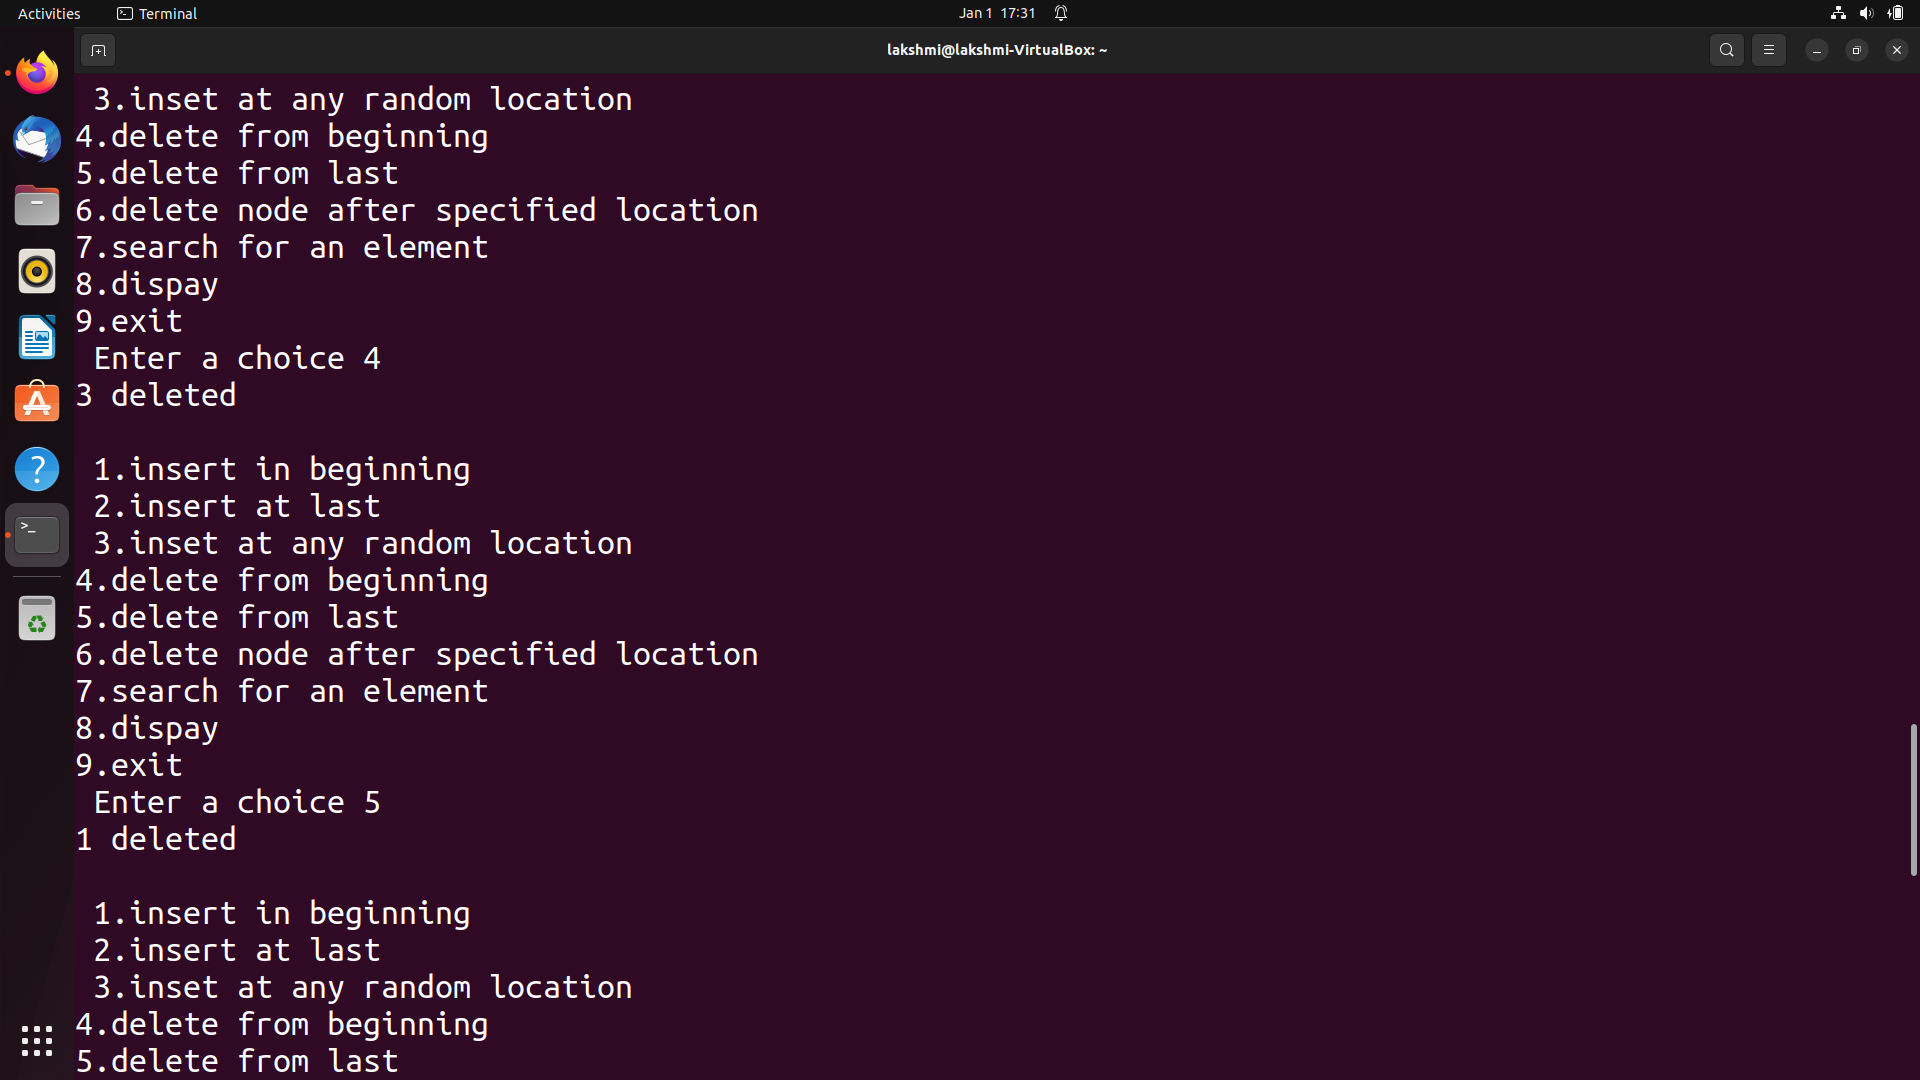 Activities
Terminal
Jan 1 17:31
lakshmi@lakshmi-VirtualBox: ~
 3.inset at any random location
4.delete from beginning
5.delete from last
6.delete node after specified location
7.search for an element
8.dispay
9.exit
 Enter a choice 4
3 deleted

 1.insert in beginning
 2.insert at last
 3.inset at any random location
4.delete from beginning
5.delete from last
6.delete node after specified location
7.search for an element
8.dispay
9.exit
 Enter a choice 5
1 deleted

 1.insert in beginning
 2.insert at last
 3.inset at any random location
4.delete from beginning
5.delete from last